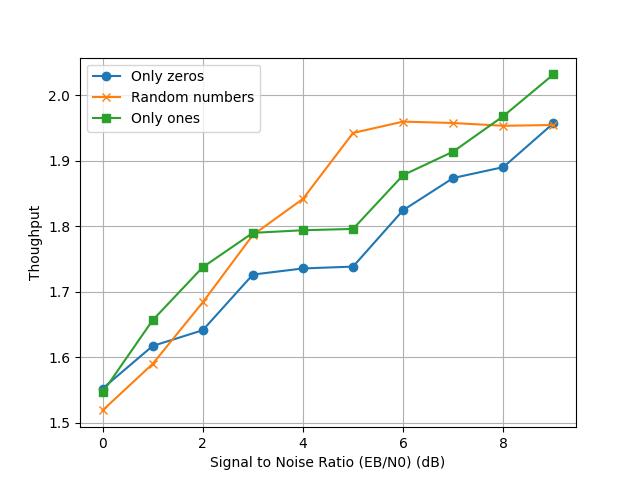 Only zeros
Random numbers
Only ones
2.0
1.9
1.8
1.7
1.6
1.5
Thoughput
0 2 4 6 8
Signal to Noise Ratio (EB/N0) (dB)